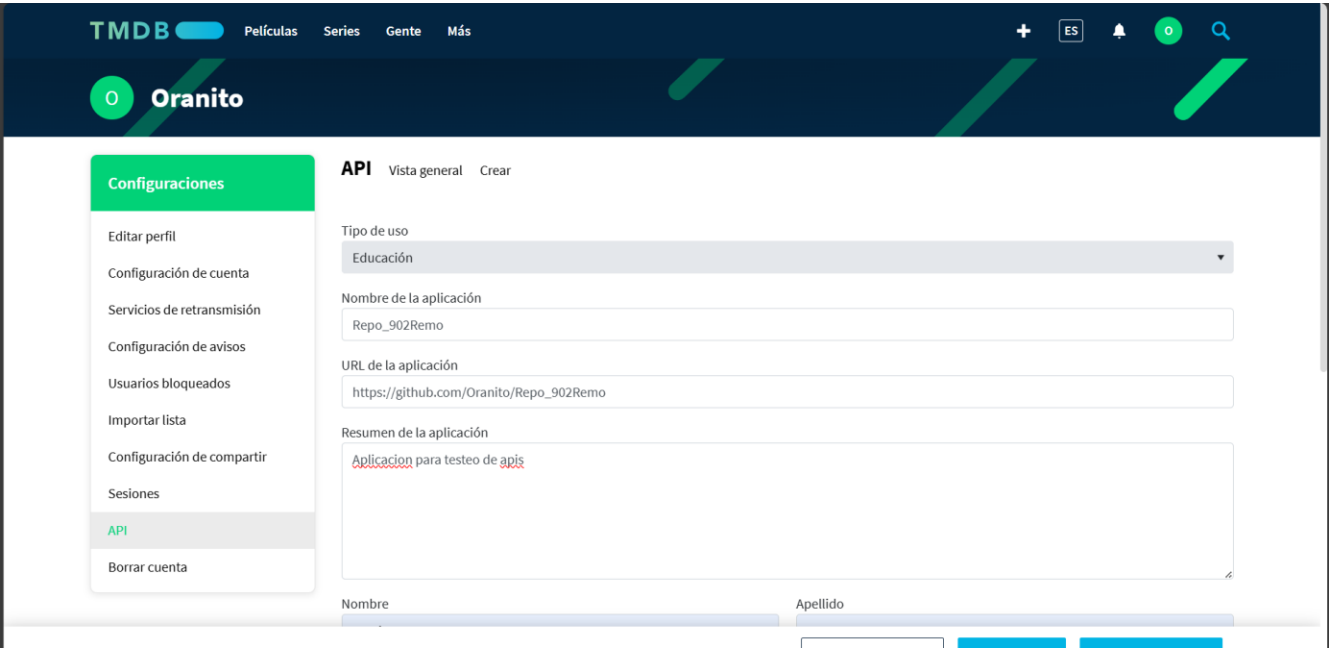 TMDB Películas Series Gente Más ES O
O Oranito
Configuraciones
Editar perfil
Configuración de cuenta
Servicios de retransmisión
Configuración de avisos
Usuarios bloqueados
Importar lista
Configuración de compartir
Sesiones
API
Borrar cuenta
API Vista general Crear
Tipo de uso
Educación
Nombre de la aplicación
Repo_902Remo
URL de la aplicación
https://github.com/Oranito/Repo_902Remo
Resumen de la aplicación
Aplicacion para testeo de apis
Nombre Apellido